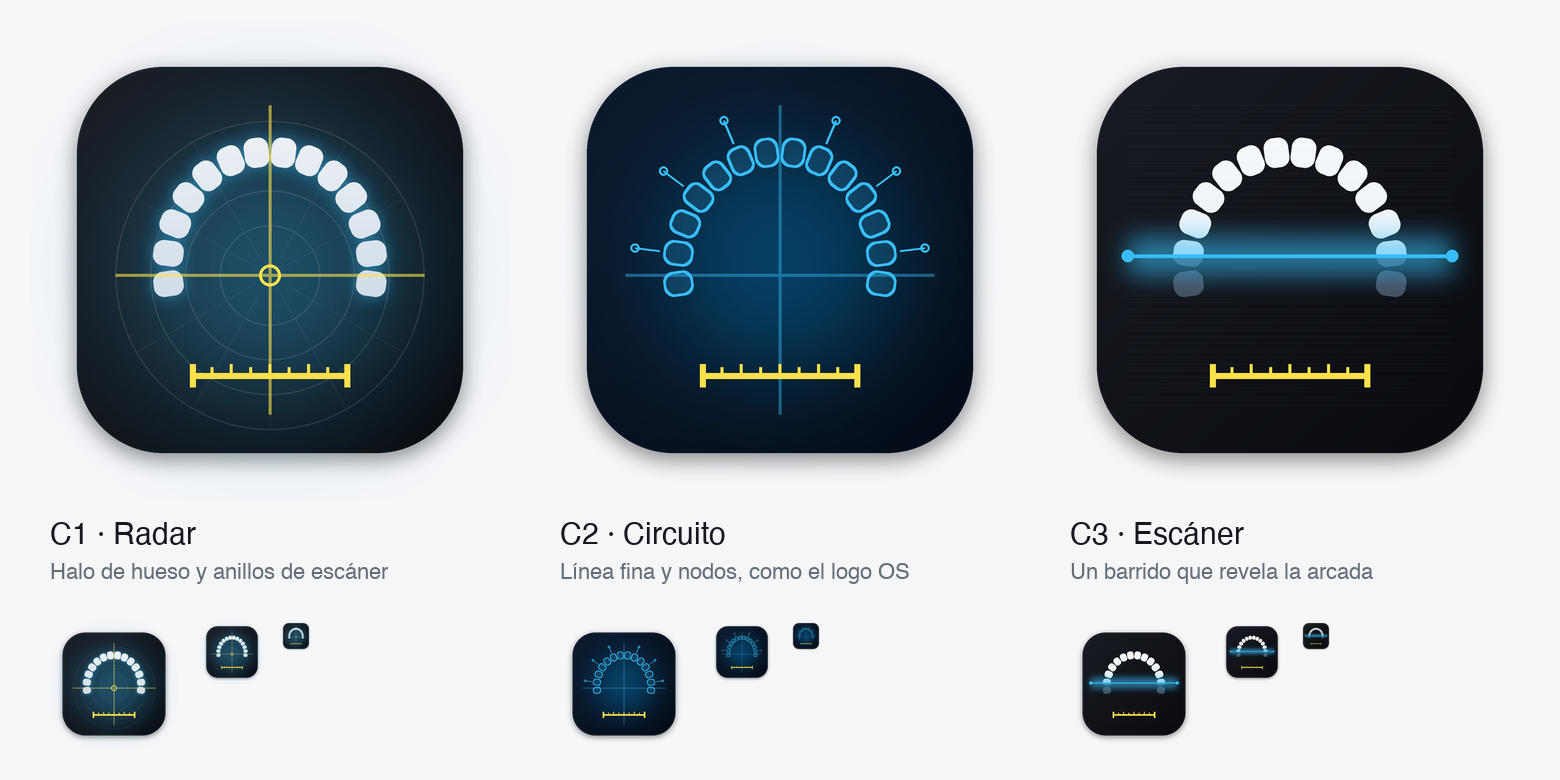 C1 · Radar
Halo de hueso y anillos de escáner
C2 · Circuito
Línea fina y nodos, como el logo OS
C3 · Escáner
Un barrido que revela la arcada